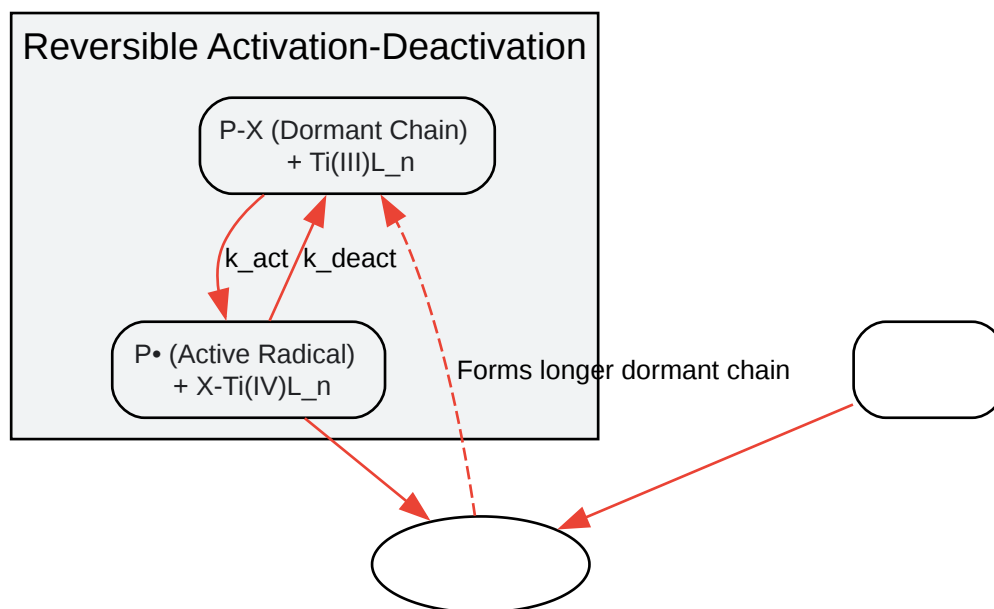 Reversible Activation-Deactivation
P-X (Dormant Chain)
+ Ti(III)L_n
k_act
k_deact
P• (Active Radical)
+ X-Ti(IV)L_n
Forms longer dormant chain